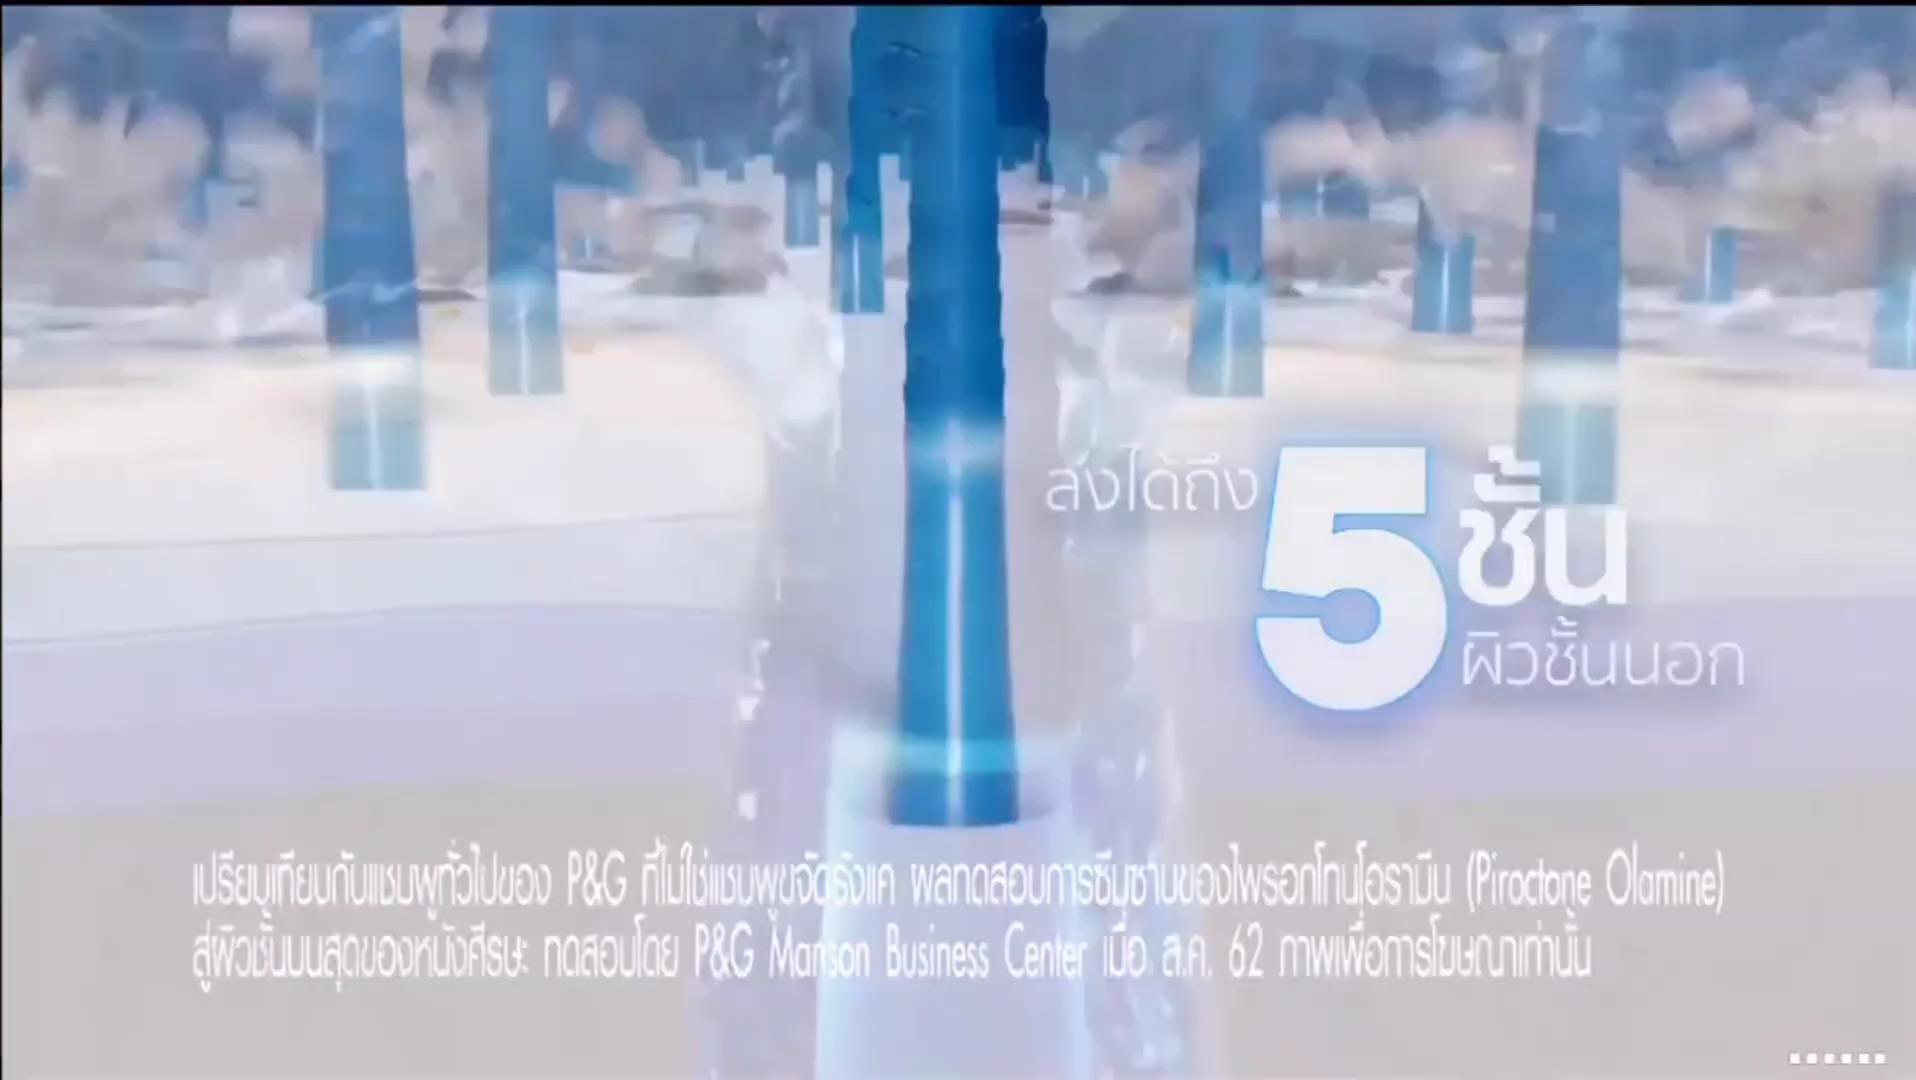 ลงได้ถึง 5 ชั้น
ผิวชั้นนอก
เปรียบเทียบกับแชมพูทั่วไปของ P&G ที่ไม่ใช่แชมพูขจัดรังแค ผลทดสอบการซึมซาบของไพรอกโทนโอรามีน (Piroctone Olamine)
สู่ผิวชั้นบนสุดของหนังศีรษะ ทดสอบโดย P&G Manson Business Center เมื่อ ส.ค. 62 ภาพเพื่อการโฆษณาเท่านั้น